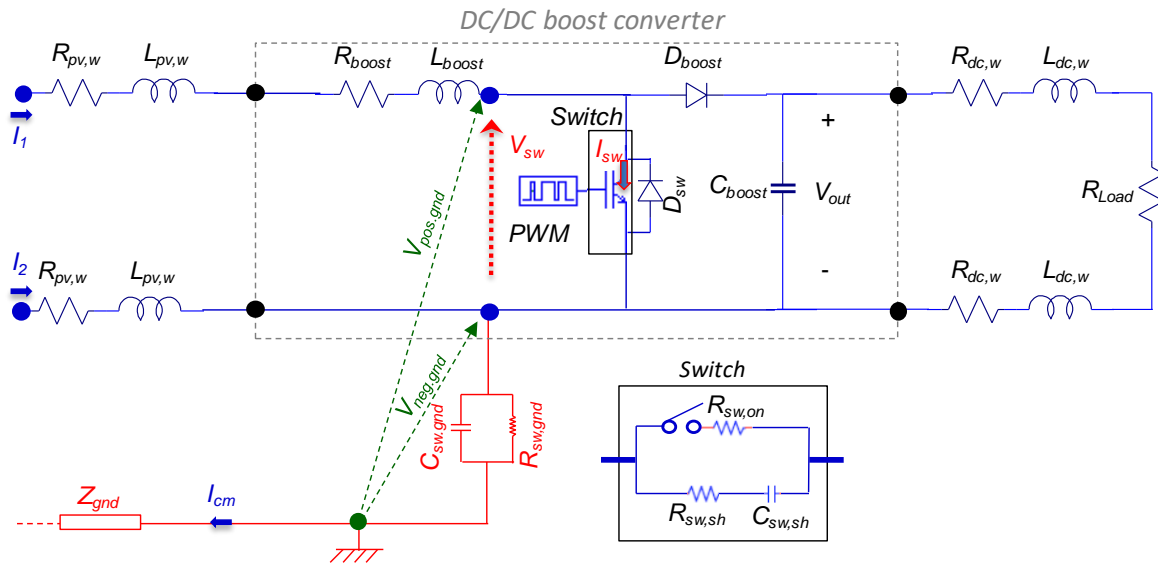 DC/DC boost converter
Rpv,w
Lpv,w
Rboost
Lboost
Dboost
Rdc,w
Ldc,w
I1
Vsw
Switch
Isw
Dsw
PWM
Cboost
+
Vout
-
RLoad
Vpos.gnd
I2
Rpv,w
Lpv,w
Rdc,w
Ldc,w
Vneg.gnd
Csw.gnd
Rsw,gnd
Switch
Rsw,on
Rsw,sh
Csw,sh
Zgnd
Icm